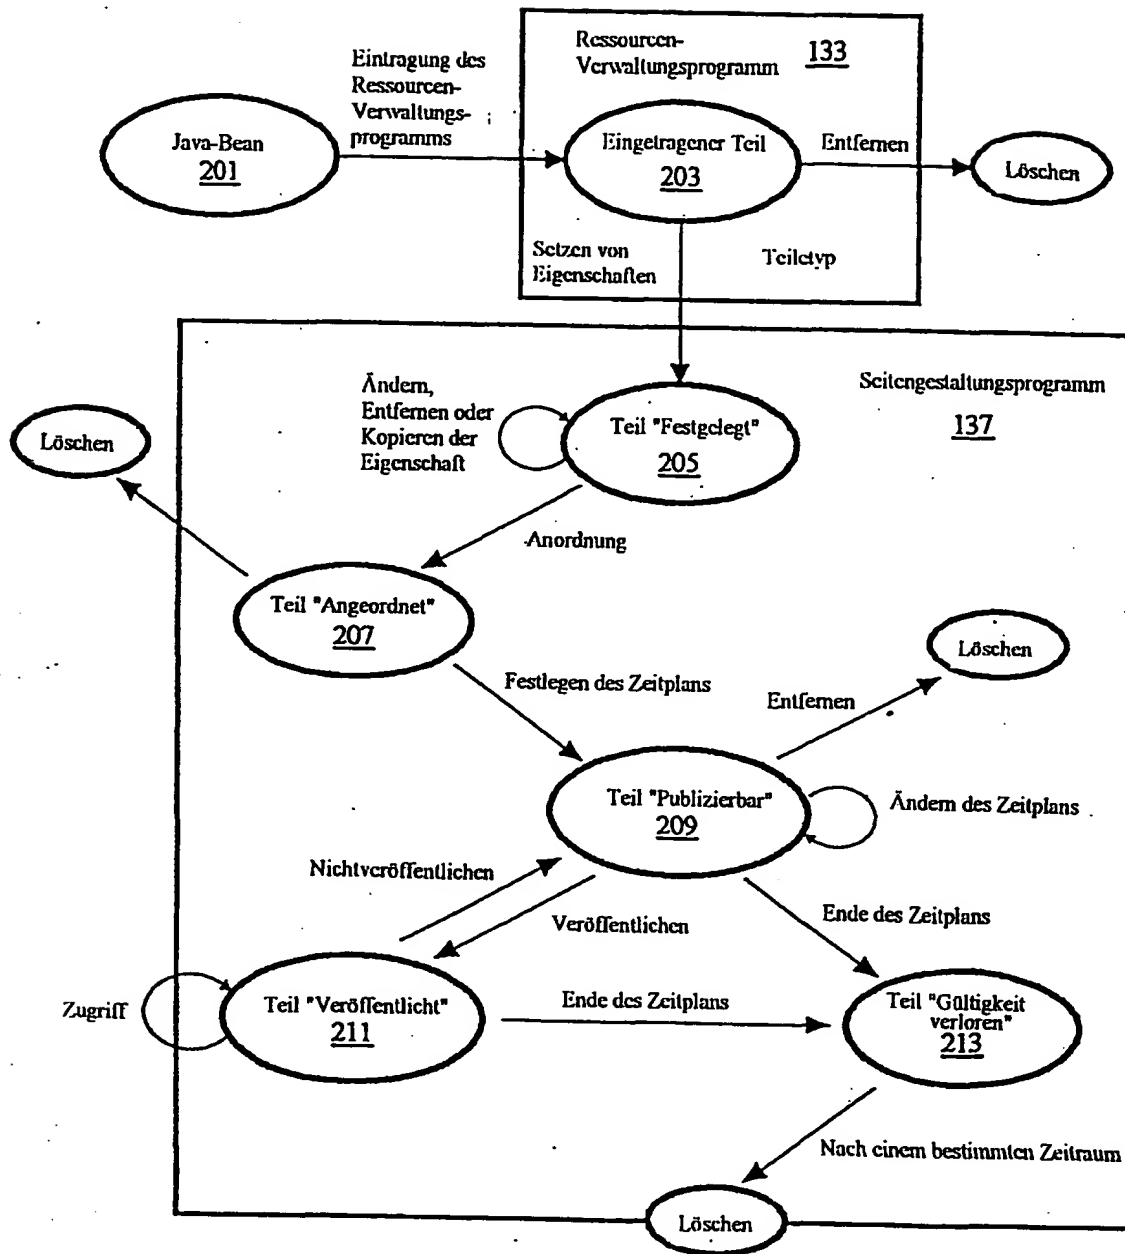 Ressourcen-
Verwaltungsprogramm 133
Eintragung des
Ressourcen-
Verwaltungs-
programms
Java-Bean
201
Eingetragener Teil
203
Entfernen
Löschen
Setzen von
Eigenschaften
Teiletyp
Seitengestaltungsprogramm
137
Ändern,
Entfernen oder
Kopieren der
Eigenschaft
Teil "Festgelegt"
205
Löschen
Anordnung
Teil "Angeordnet"
207
Löschen
Festlegen des Zeitplans
Entfernen
Teil "Publizierbar"
209
Ändern des Zeitplans
Nichtveröffentlichen
Veröffentlichen
Ende des Zeitplans
Zugriff
Teil "Veröffentlicht"
211
Ende des Zeitplans
Teil "Gültigkeit
verloren"
213
Nach einem bestimmten Zeitraum
Löschen